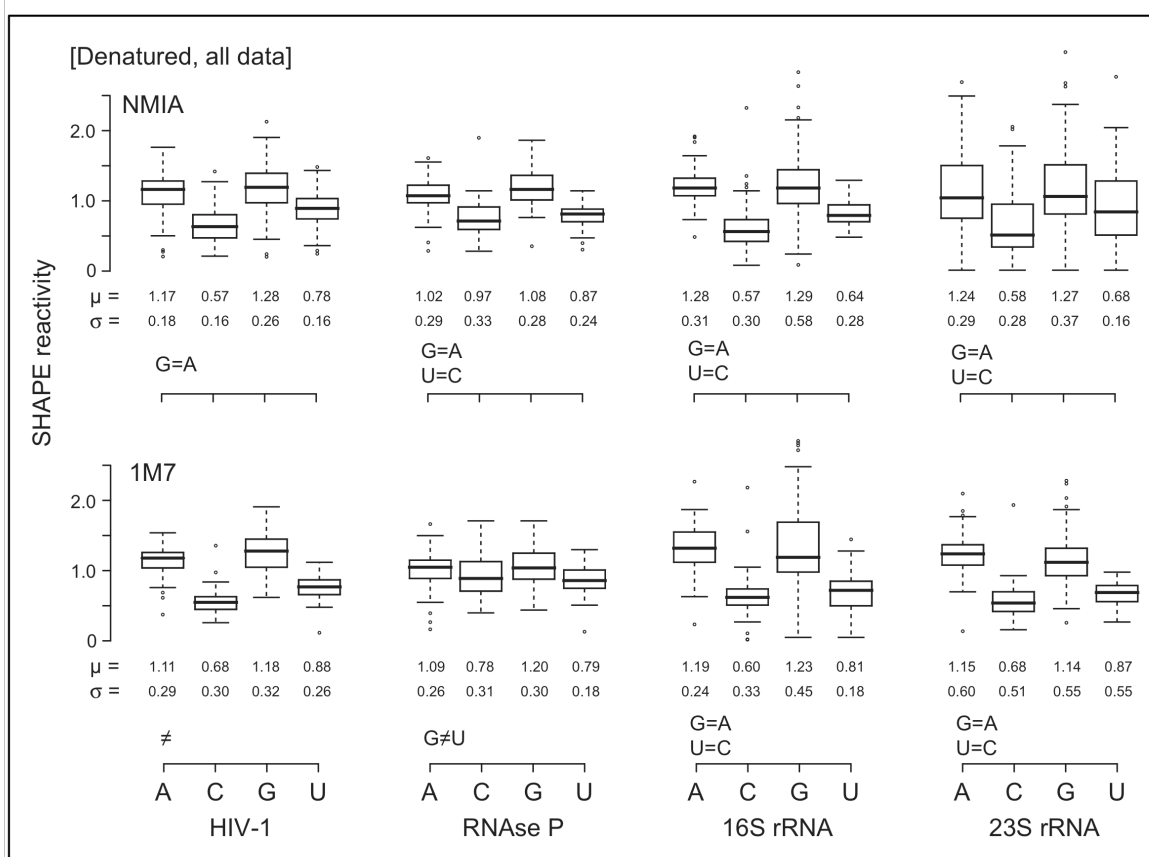 [Denatured, all data]
NMIA
2.0
1.0
0
SHAPE reactivity
μ = 1.17 0.57 1.28 0.78 1.02 0.97 1.08 0.87 1.28 0.57 1.29 0.64 1.24 0.58 1.27 0.68
σ = 0.18 0.16 0.26 0.16 0.29 0.33 0.28 0.24 0.31 0.30 0.58 0.28 0.29 0.28 0.37 0.16
G=A G=A G=A G=A
U=C U=C U=C
1M7
2.0
1.0
0
μ = 1.11 0.68 1.18 0.88 1.09 0.78 1.20 0.79 1.19 0.60 1.23 0.81 1.15 0.68 1.14 0.87
σ = 0.29 0.30 0.32 0.26 0.26 0.31 0.30 0.18 0.24 0.33 0.45 0.18 0.60 0.51 0.55 0.55
≠ G≠U G=A G=A
U=C U=C
A C G U A C G U A C G U A C G U
HIV-1 RNAse P 16S rRNA 23S rRNA